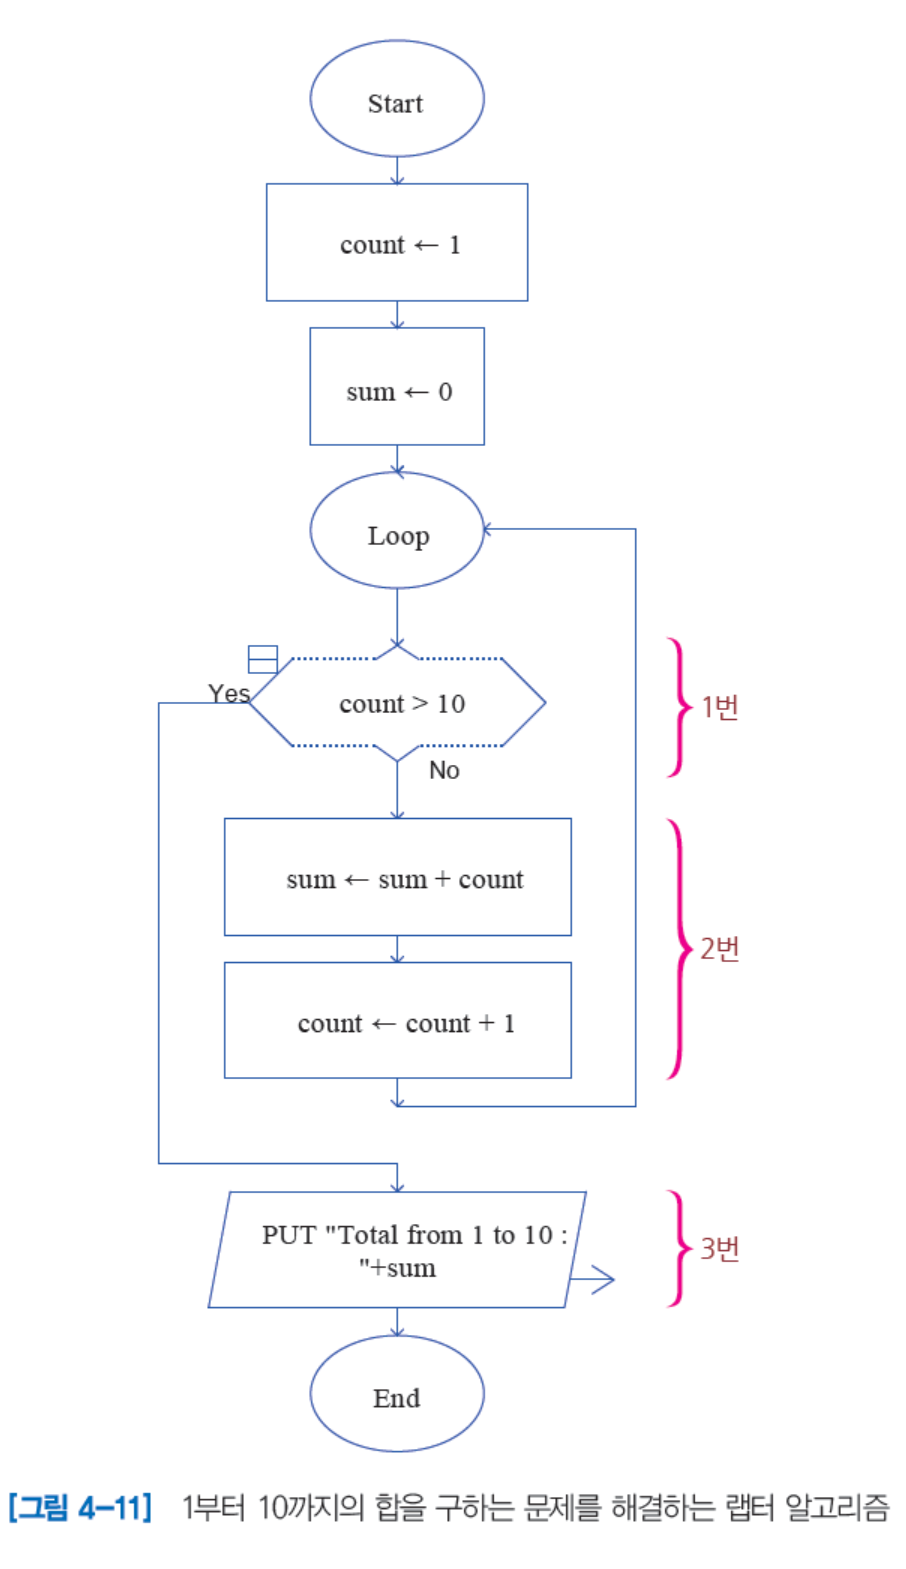 Start
count ← 1
sum ← 0
Loop
Yes
count > 10
1번
No
sum ← sum + count
2번
count ← count + 1
PUT "Total from 1 to 10 :
"+sum
3번
End
[그림 4-11] 1부터 10까지의 합을 구하는 문제를 해결하는 랩터 알고리즘